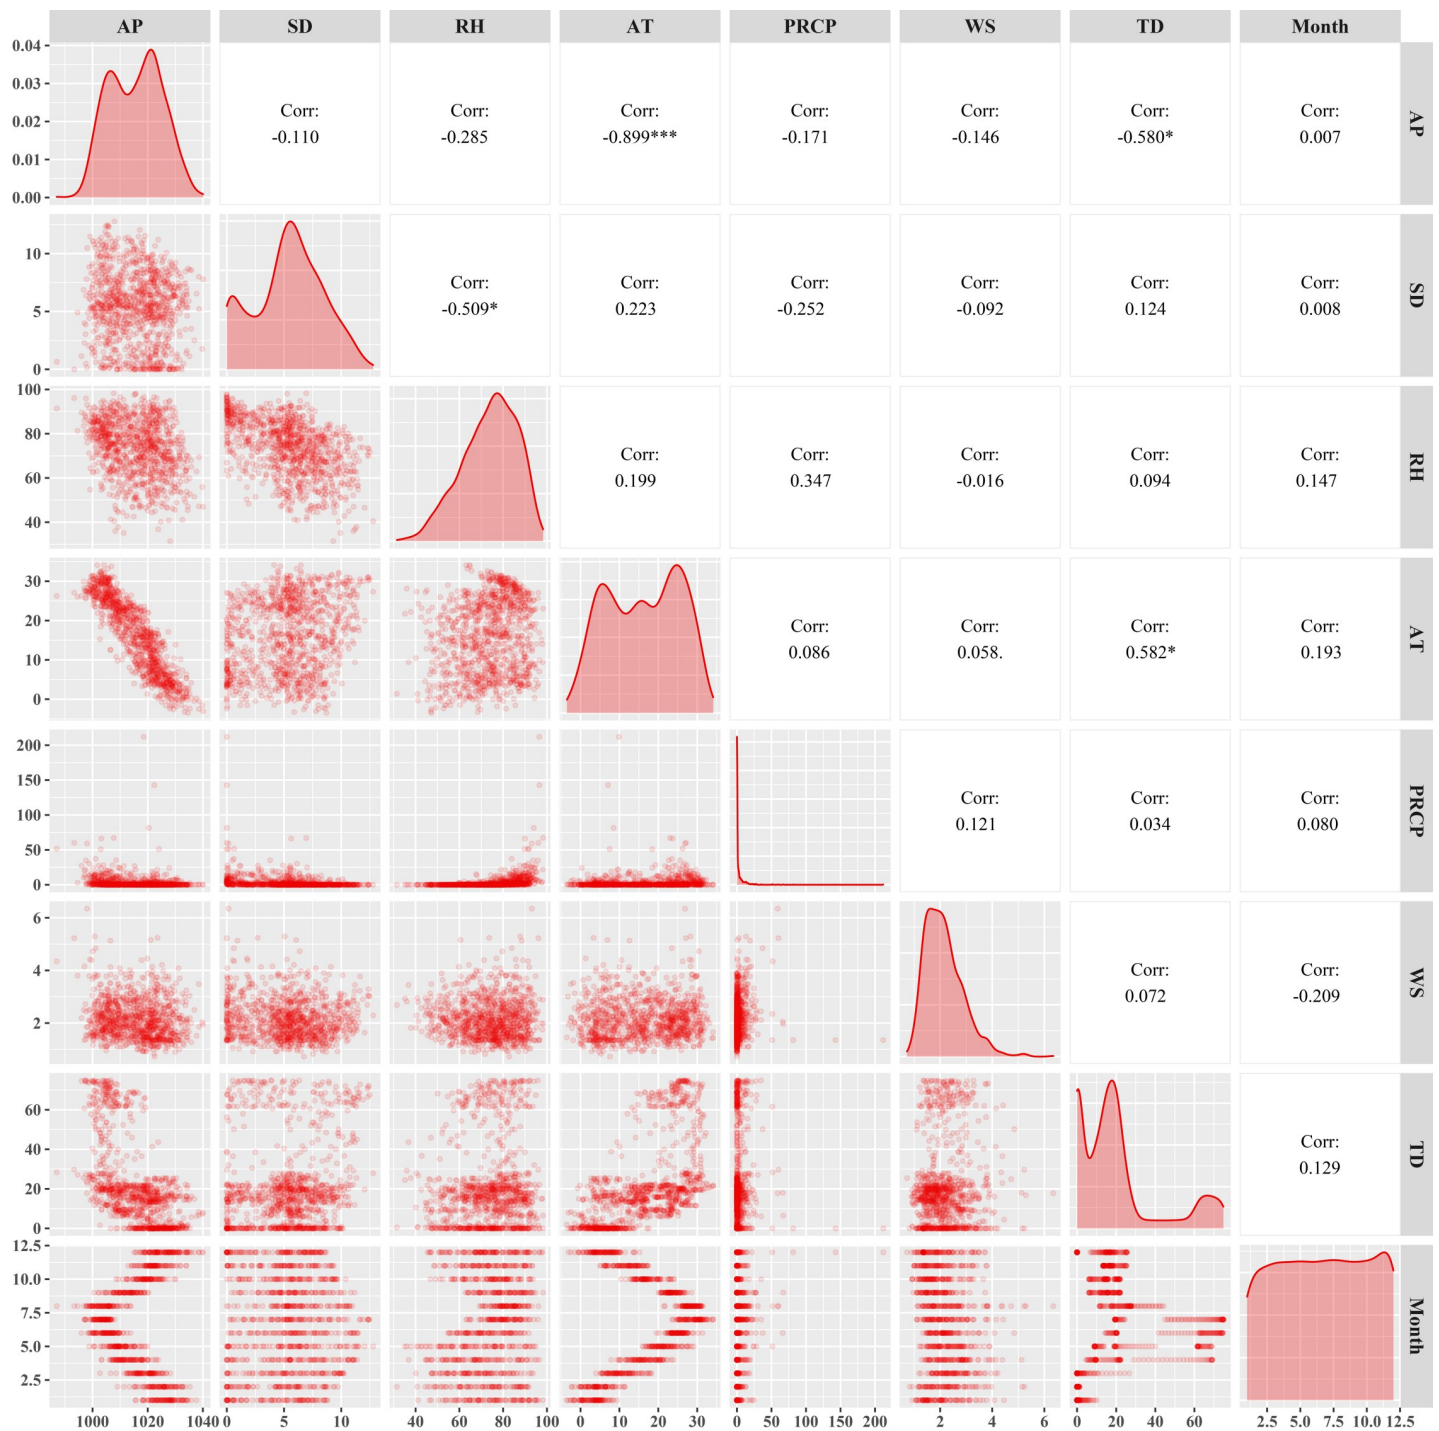 AP SD RH AT PRCP WS TD Month
0.04
0.03
0.02
0.01
0.00
Corr: Corr: Corr: Corr: Corr: Corr: Corr:
-0.110 -0.285 -0.899*** -0.171 -0.146 -0.580* 0.007
AP
10
5
0
Corr: Corr: Corr: Corr: Corr: Corr:
-0.509* 0.223 -0.252 -0.092 0.124 0.008
SD
100
80
60
40
Corr: Corr: Corr: Corr: Corr:
0.199 0.347 -0.016 0.094 0.147
RH
30
20
10
0
Corr: Corr: Corr: Corr:
0.086 0.058. 0.582* 0.193
AT
200
150
100
50
0
Corr: Corr: Corr:
0.121 0.034 0.080
PRCP
6
4
2
Corr: Corr:
0.072 -0.209
WS
60
40
20
0
Corr:
0.129
TD
12.5
10.0
7.5
5.0
2.5
Month
1000 1020 1040 0 5 10 40 60 80 100 0 10 20 30 0 50 100 150 200 2 4 6 0 20 40 60 2.5 5.0 7.5 10.0 12.5